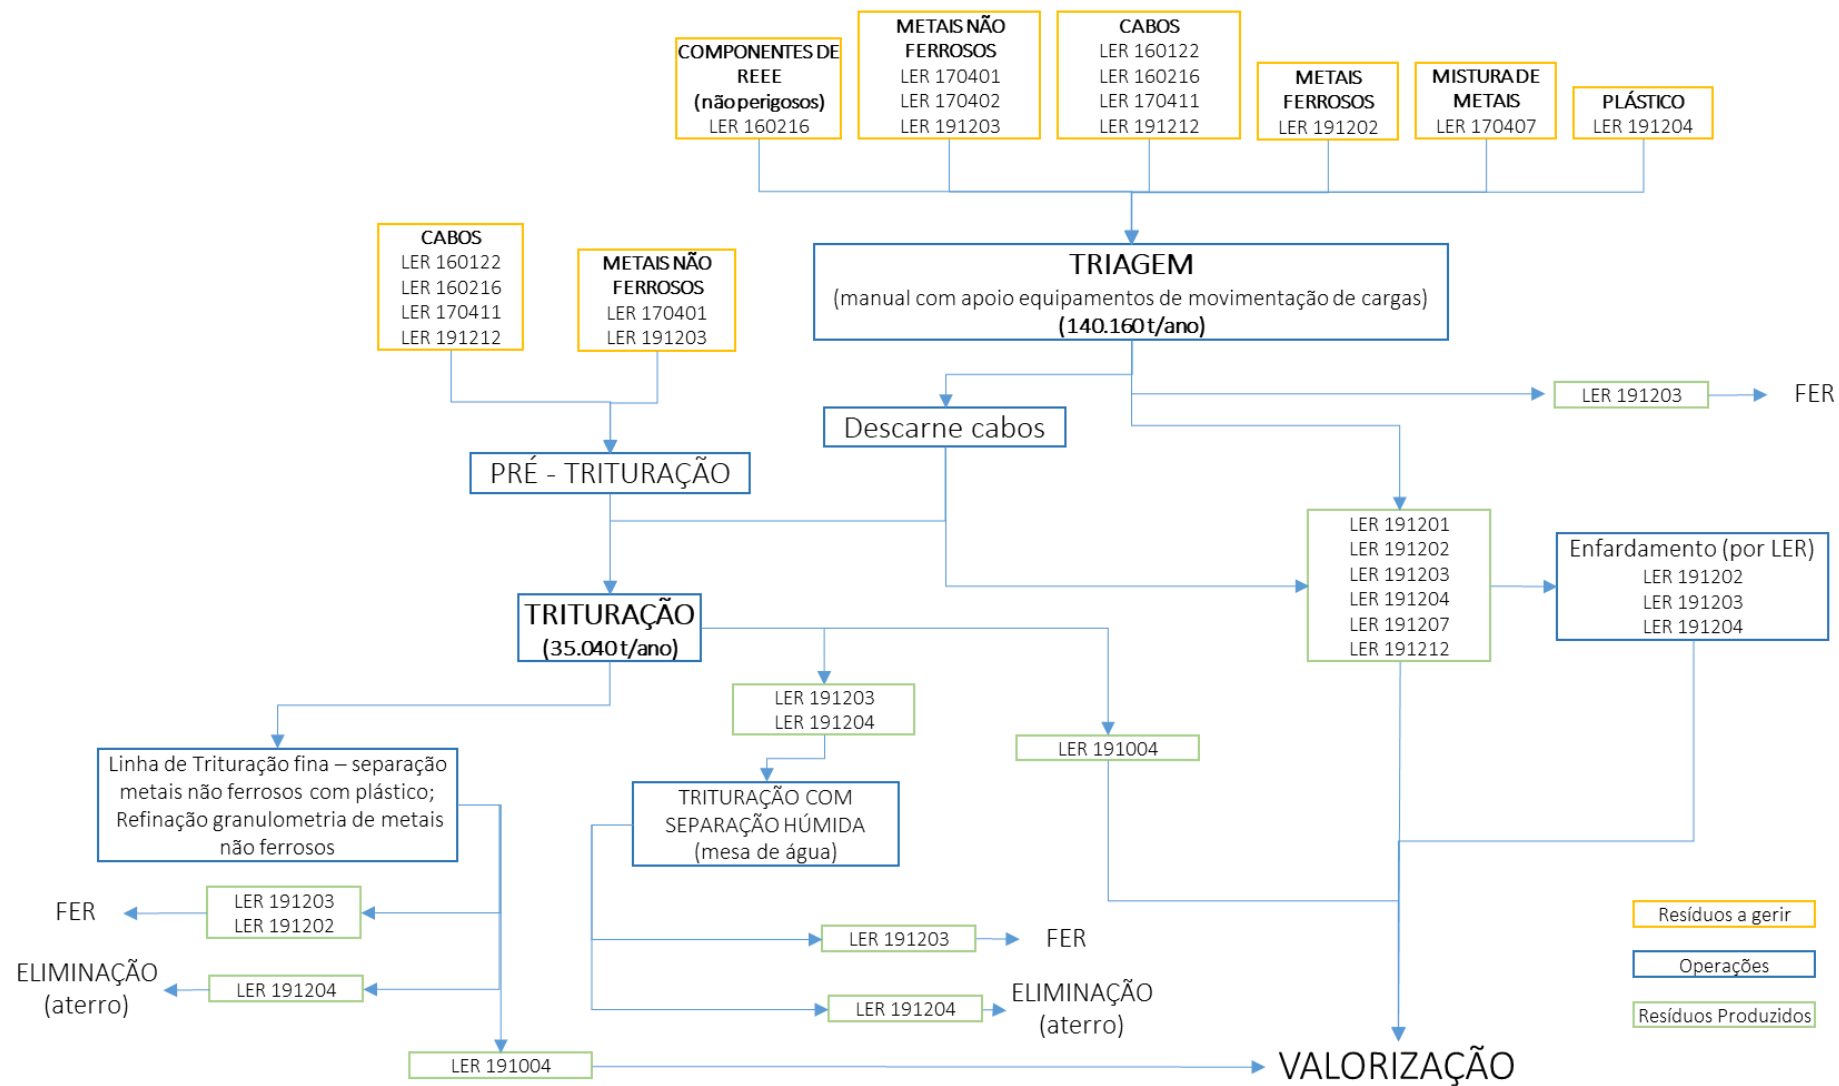 COMPONENTES DE
REEE
(não perigosos)
LER 160216
METAIS NÃO
FERROSOS
LER 170401
LER 170402
LER 191203
CABOS
LER 160122
LER 160216
LER 170411
LER 191212
METAIS
FERROSOS
LER 191202
MISTURA DE
METAIS
LER 170407
PLÁSTICO
LER 191204
CABOS
LER 160122
LER 160216
LER 170411
LER 191212
METAIS NÃO
FERROSOS
LER 170401
LER 191203
TRIAGEM
(manual com apoio equipamentos de movimentação de cargas)
(140.160 t/ano)
LER 191203
FER
Descarne cabos
PRÉ - TRITURAÇÃO
LER 191201
LER 191202
LER 191203
LER 191204
LER 191207
LER 191212
Enfardamento (por LER)
LER 191202
LER 191203
LER 191204
TRITURAÇÃO
(35.040 t/ano)
LER 191203
LER 191204
LER 191004
Linha de Trituração fina – separação
metais não ferrosos com plástico;
Refinação granulometria de metais
não ferrosos
TRITURAÇÃO COM
SEPARAÇÃO HÚMIDA
(mesa de água)
FER
LER 191203
LER 191202
LER 191203
FER
ELIMINAÇÃO
(aterro)
LER 191204
LER 191204
ELIMINAÇÃO
(aterro)
LER 191004
VALORIZAÇÃO
Resíduos a gerir
Operações
Resíduos Produzidos